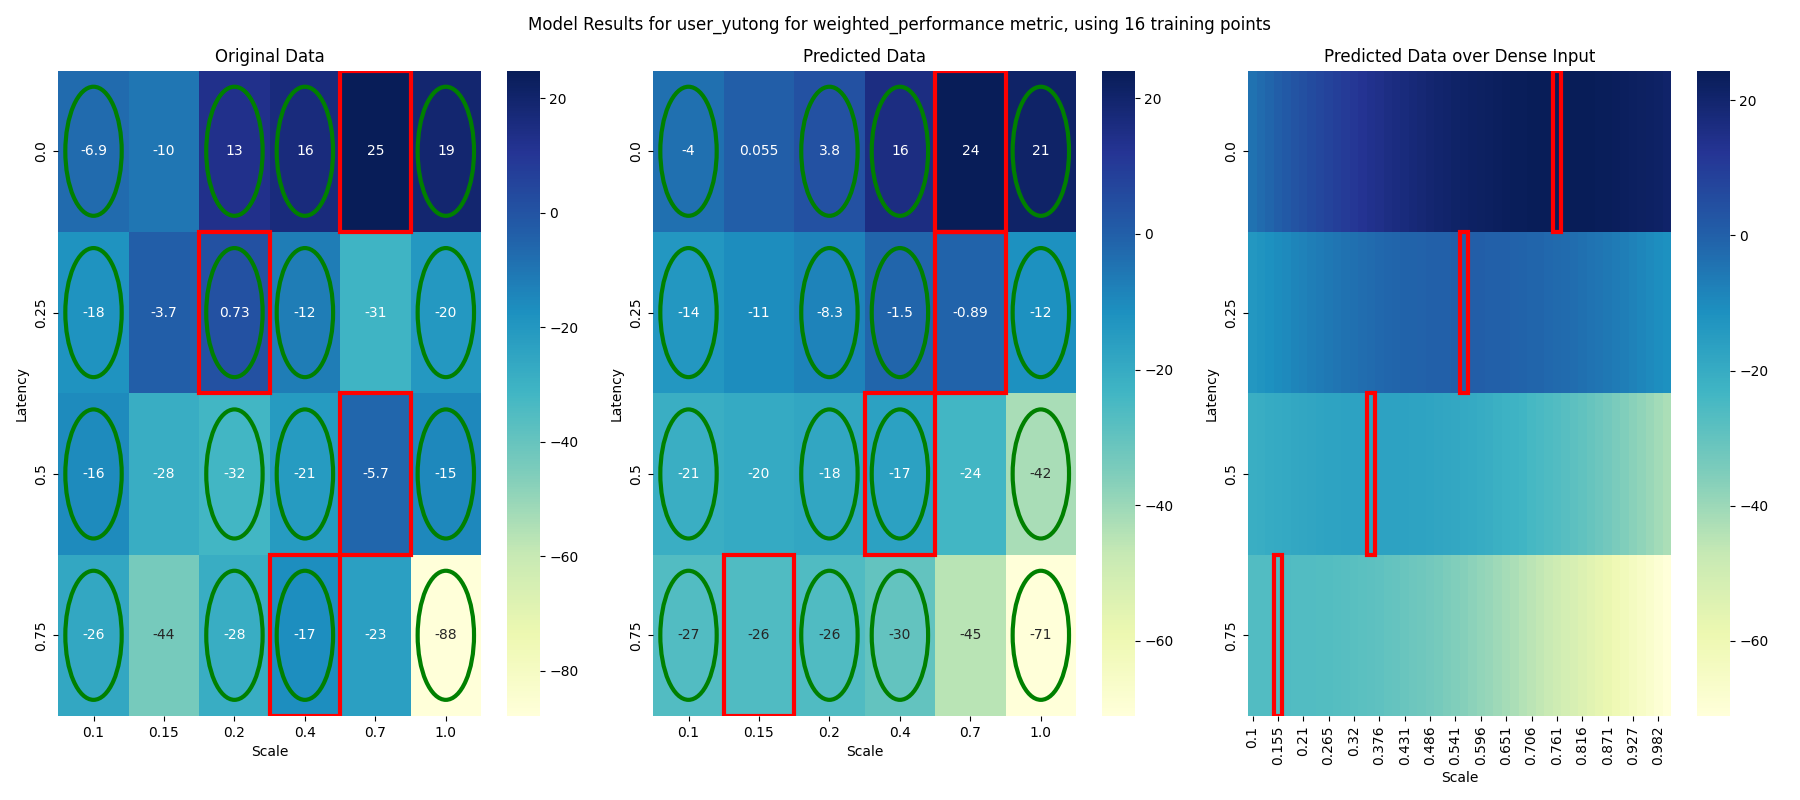 Model Results for user_yutong for weighted_performance metric, using 16 training points
Original Data
Latency
0.0
-6.9 -10 13 16 25 19
0.25
-18 -3.7 0.73 -12 -31 -20
0.5
-16 -28 -32 -21 -5.7 -15
0.75
-26 -44 -28 -17 -23 -88
0.1 0.15 0.2 0.4 0.7 1.0
Scale
20
0
−20
−40
−60
−80
Predicted Data
Latency
0.0
-4 0.055 3.8 16 24 21
0.25
-14 -11 -8.3 -1.5 -0.89 -12
0.5
-21 -20 -18 -17 -24 -42
0.75
-27 -26 -26 -30 -45 -71
0.1 0.15 0.2 0.4 0.7 1.0
Scale
20
0
−20
−40
−60
Predicted Data over Dense Input
Latency
0.0
0.25
0.5
0.75
0.1 0.155 0.21 0.265 0.32 0.376 0.431 0.486 0.541 0.596 0.651 0.706 0.761 0.816 0.871 0.927 0.982
Scale
20
0
−20
−40
−60